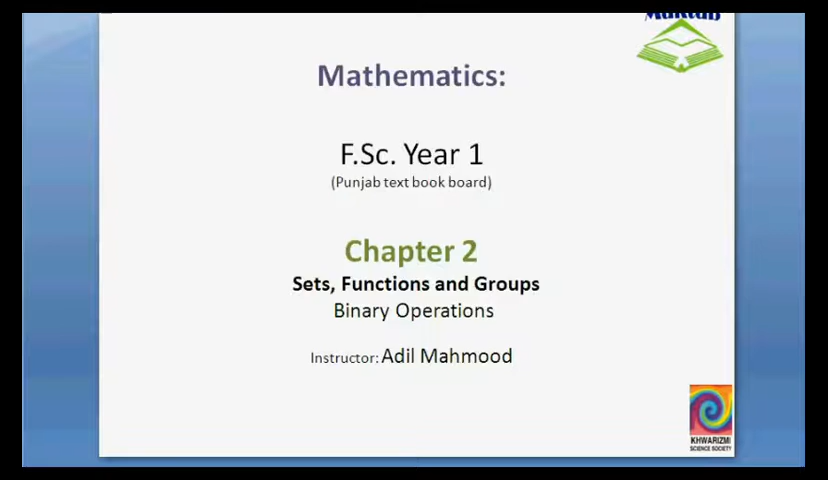 Maktab
Mathematics:
F.Sc. Year 1
(Punjab text book board)
Chapter 2
Sets, Functions and Groups
Binary Operations
Instructor: Adil Mahmood
KHWARIZMI
SCIENCE SOCIETY